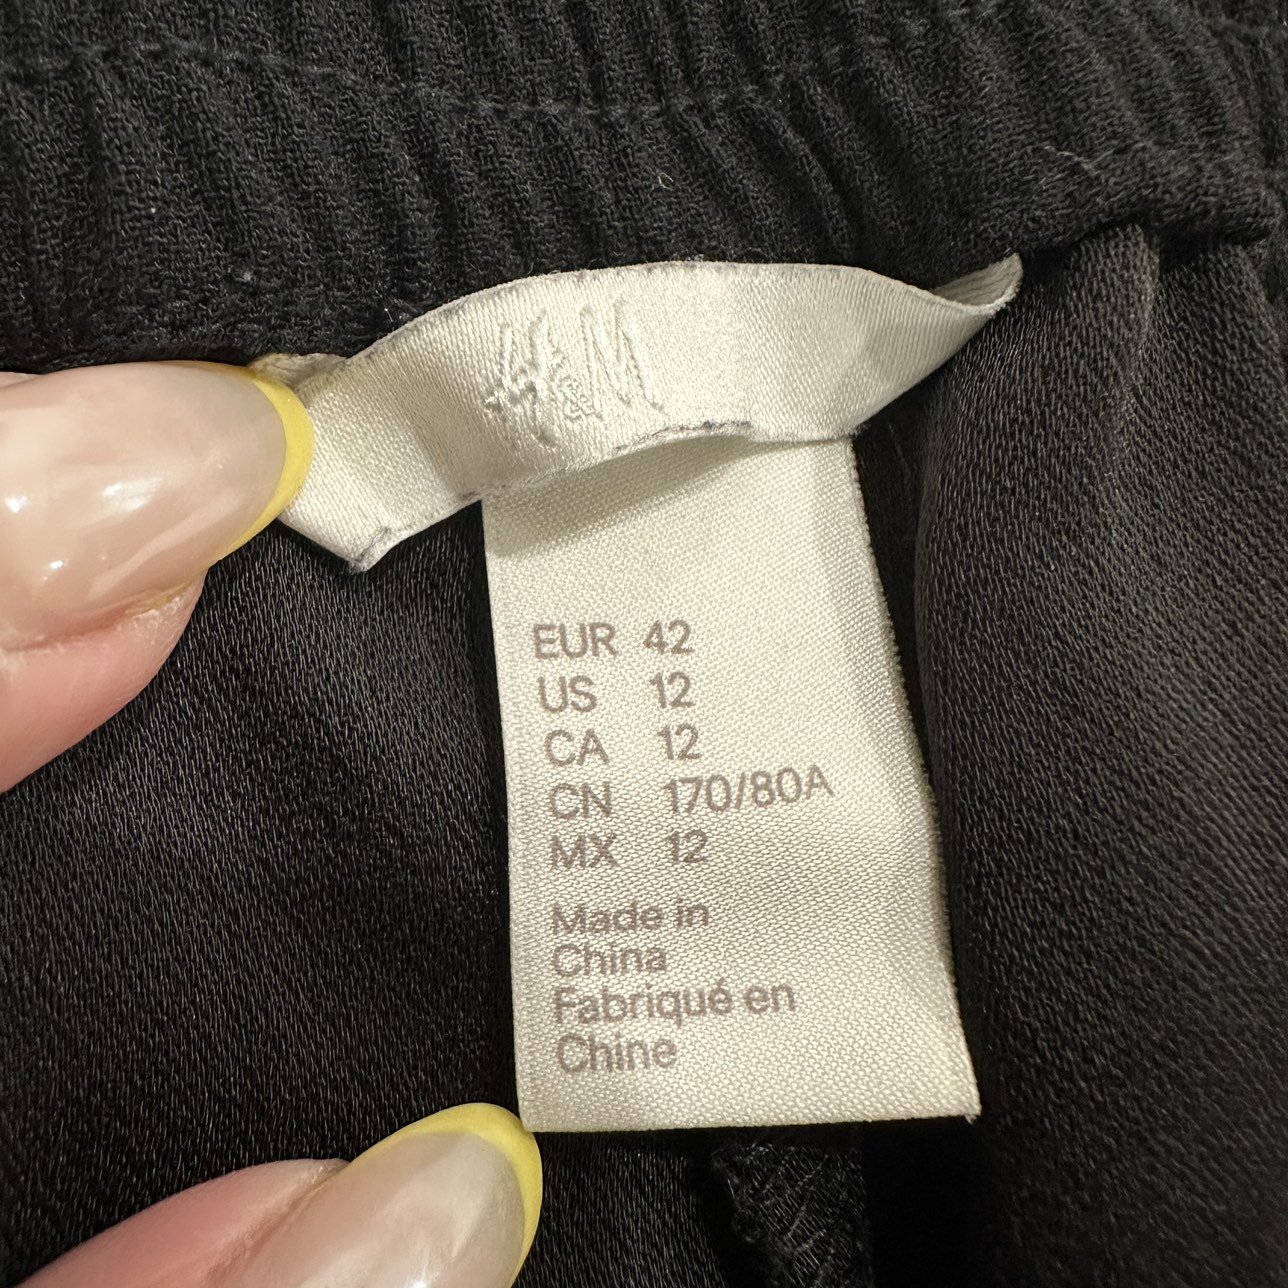 H&M
EUR 42
US 12
CA 12
CN 170/80A
MX 12
Made in
China
Fabriqué en
Chine